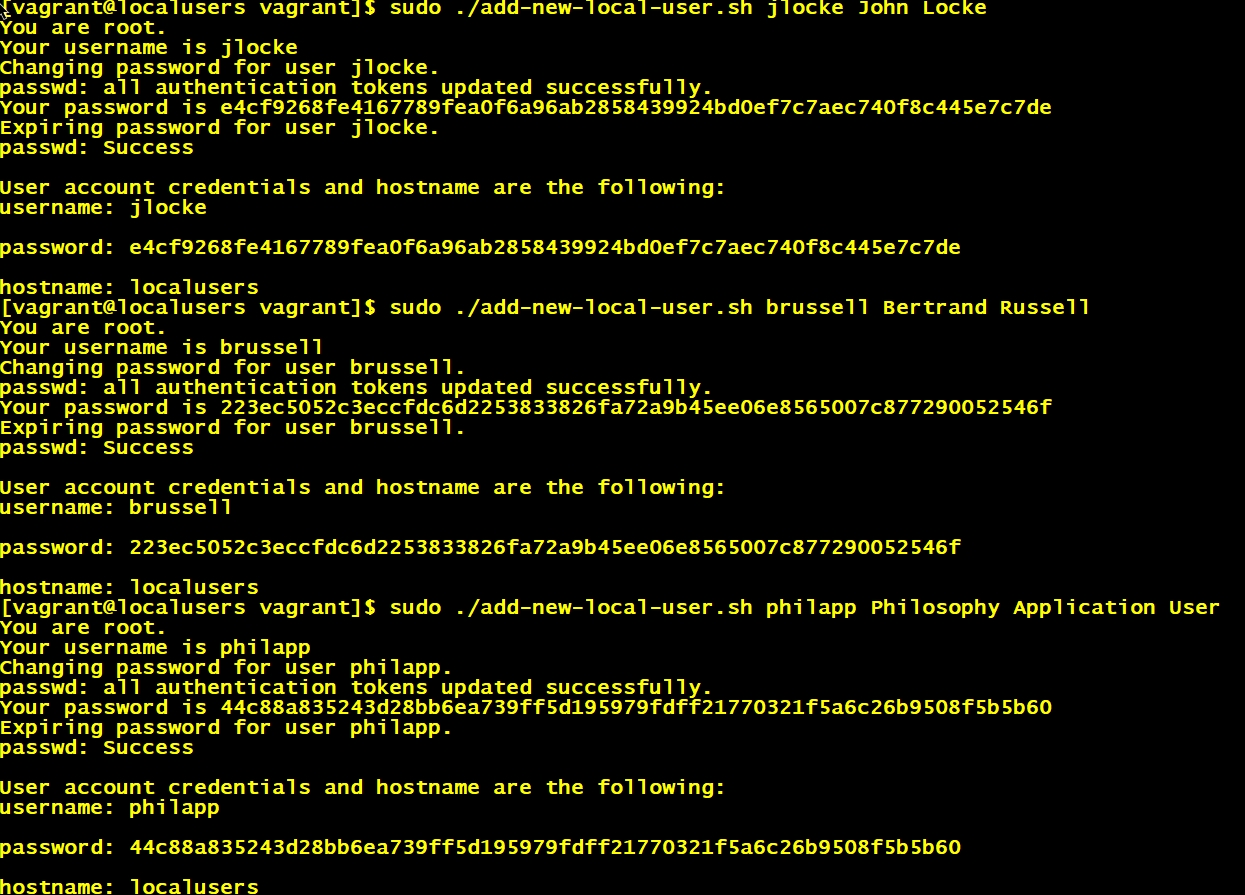 [vagrant@localusers vagrant]$ sudo ./add-new-local-user.sh jlocke John Locke
You are root.
Your username is jlocke
Changing password for user jlocke.
passwd: all authentication tokens updated successfully.
Your password is e4cf9268fe4167789fea0f6a96ab2858439924bd0ef7c7aec740f8c445e7c7de
Expiring password for user jlocke.
passwd: Success
User account credentials and hostname are the following:
username: jlocke
password: e4cf9268fe4167789fea0f6a96ab2858439924bd0ef7c7aec740f8c445e7c7de
hostname: localusers
[vagrant@localusers vagrant]$ sudo ./add-new-local-user.sh brussell Bertrand Russell
You are root.
Your username is brussell
Changing password for user brussell.
passwd: all authentication tokens updated successfully.
Your password is 223ec5052c3eccfdc6d2253833826fa72a9b45ee06e8565007c877290052546f
Expiring password for user brussell.
passwd: Success
User account credentials and hostname are the following:
username: brussell
password: 223ec5052c3eccfdc6d2253833826fa72a9b45ee06e8565007c877290052546f
hostname: localusers
[vagrant@localusers vagrant]$ sudo ./add-new-local-user.sh philapp Philosophy Application User
You are root.
Your username is philapp
Changing password for user philapp.
passwd: all authentication tokens updated successfully.
Your password is 44c88a835243d28bb6ea739ff5d195979fdff21770321f5a6c26b9508f5b5b60
Expiring password for user philapp.
passwd: Success
User account credentials and hostname are the following:
username: philapp
password: 44c88a835243d28bb6ea739ff5d195979fdff21770321f5a6c26b9508f5b5b60
hostname: localusers